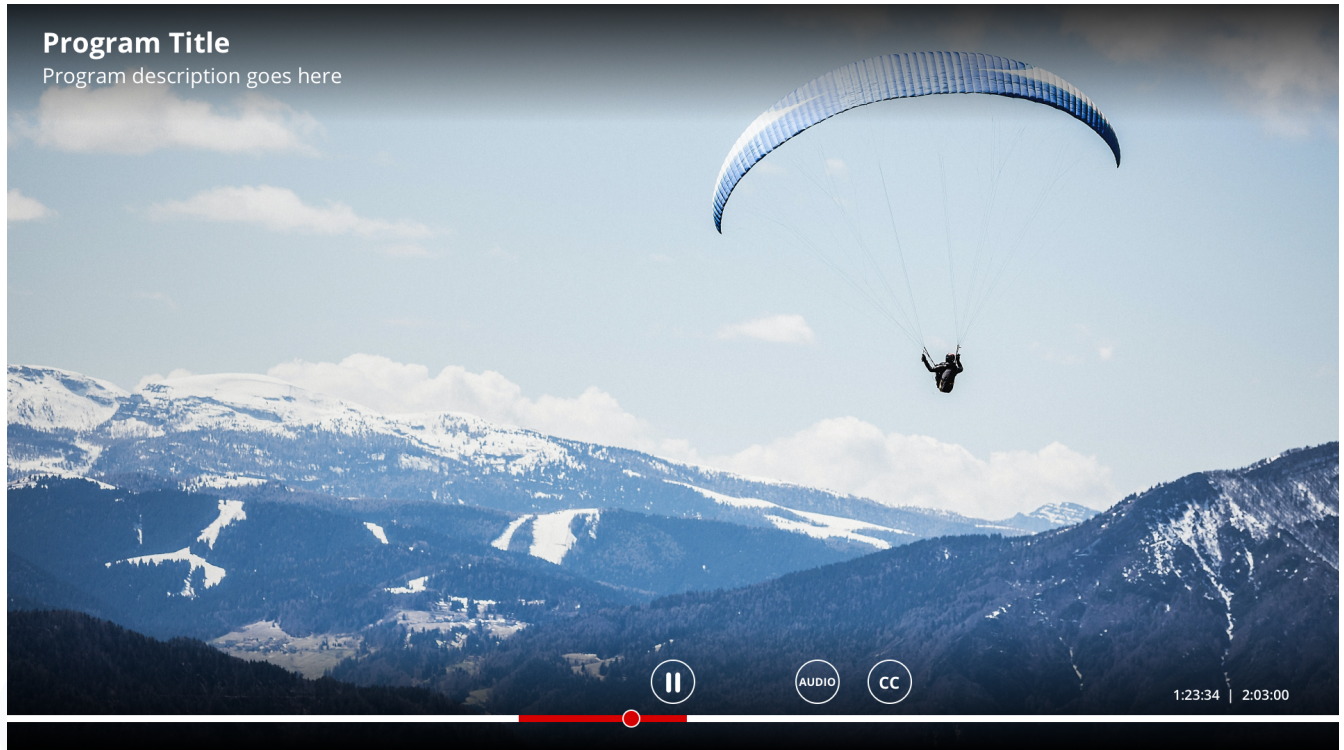 Program Title
Program description goes here
AUDIO
CC
1:23:34 | 2:03:00